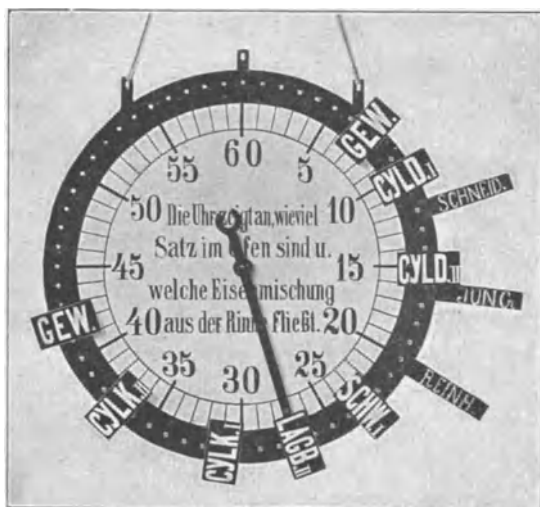 60
5
10
15
20
25
30
35
40
45
50
55
Die Uhr zeigt an, wieviel
Satz im Ofen sind u.
welche Eisenmischung
aus der Rinne fließt.
GEW.
CYLD.I
SCHNEID.
CYLD.II
JUNG.
REINH.
SCHW.I
LAGB.II
CYLK.I
CYLK.II
GEW.